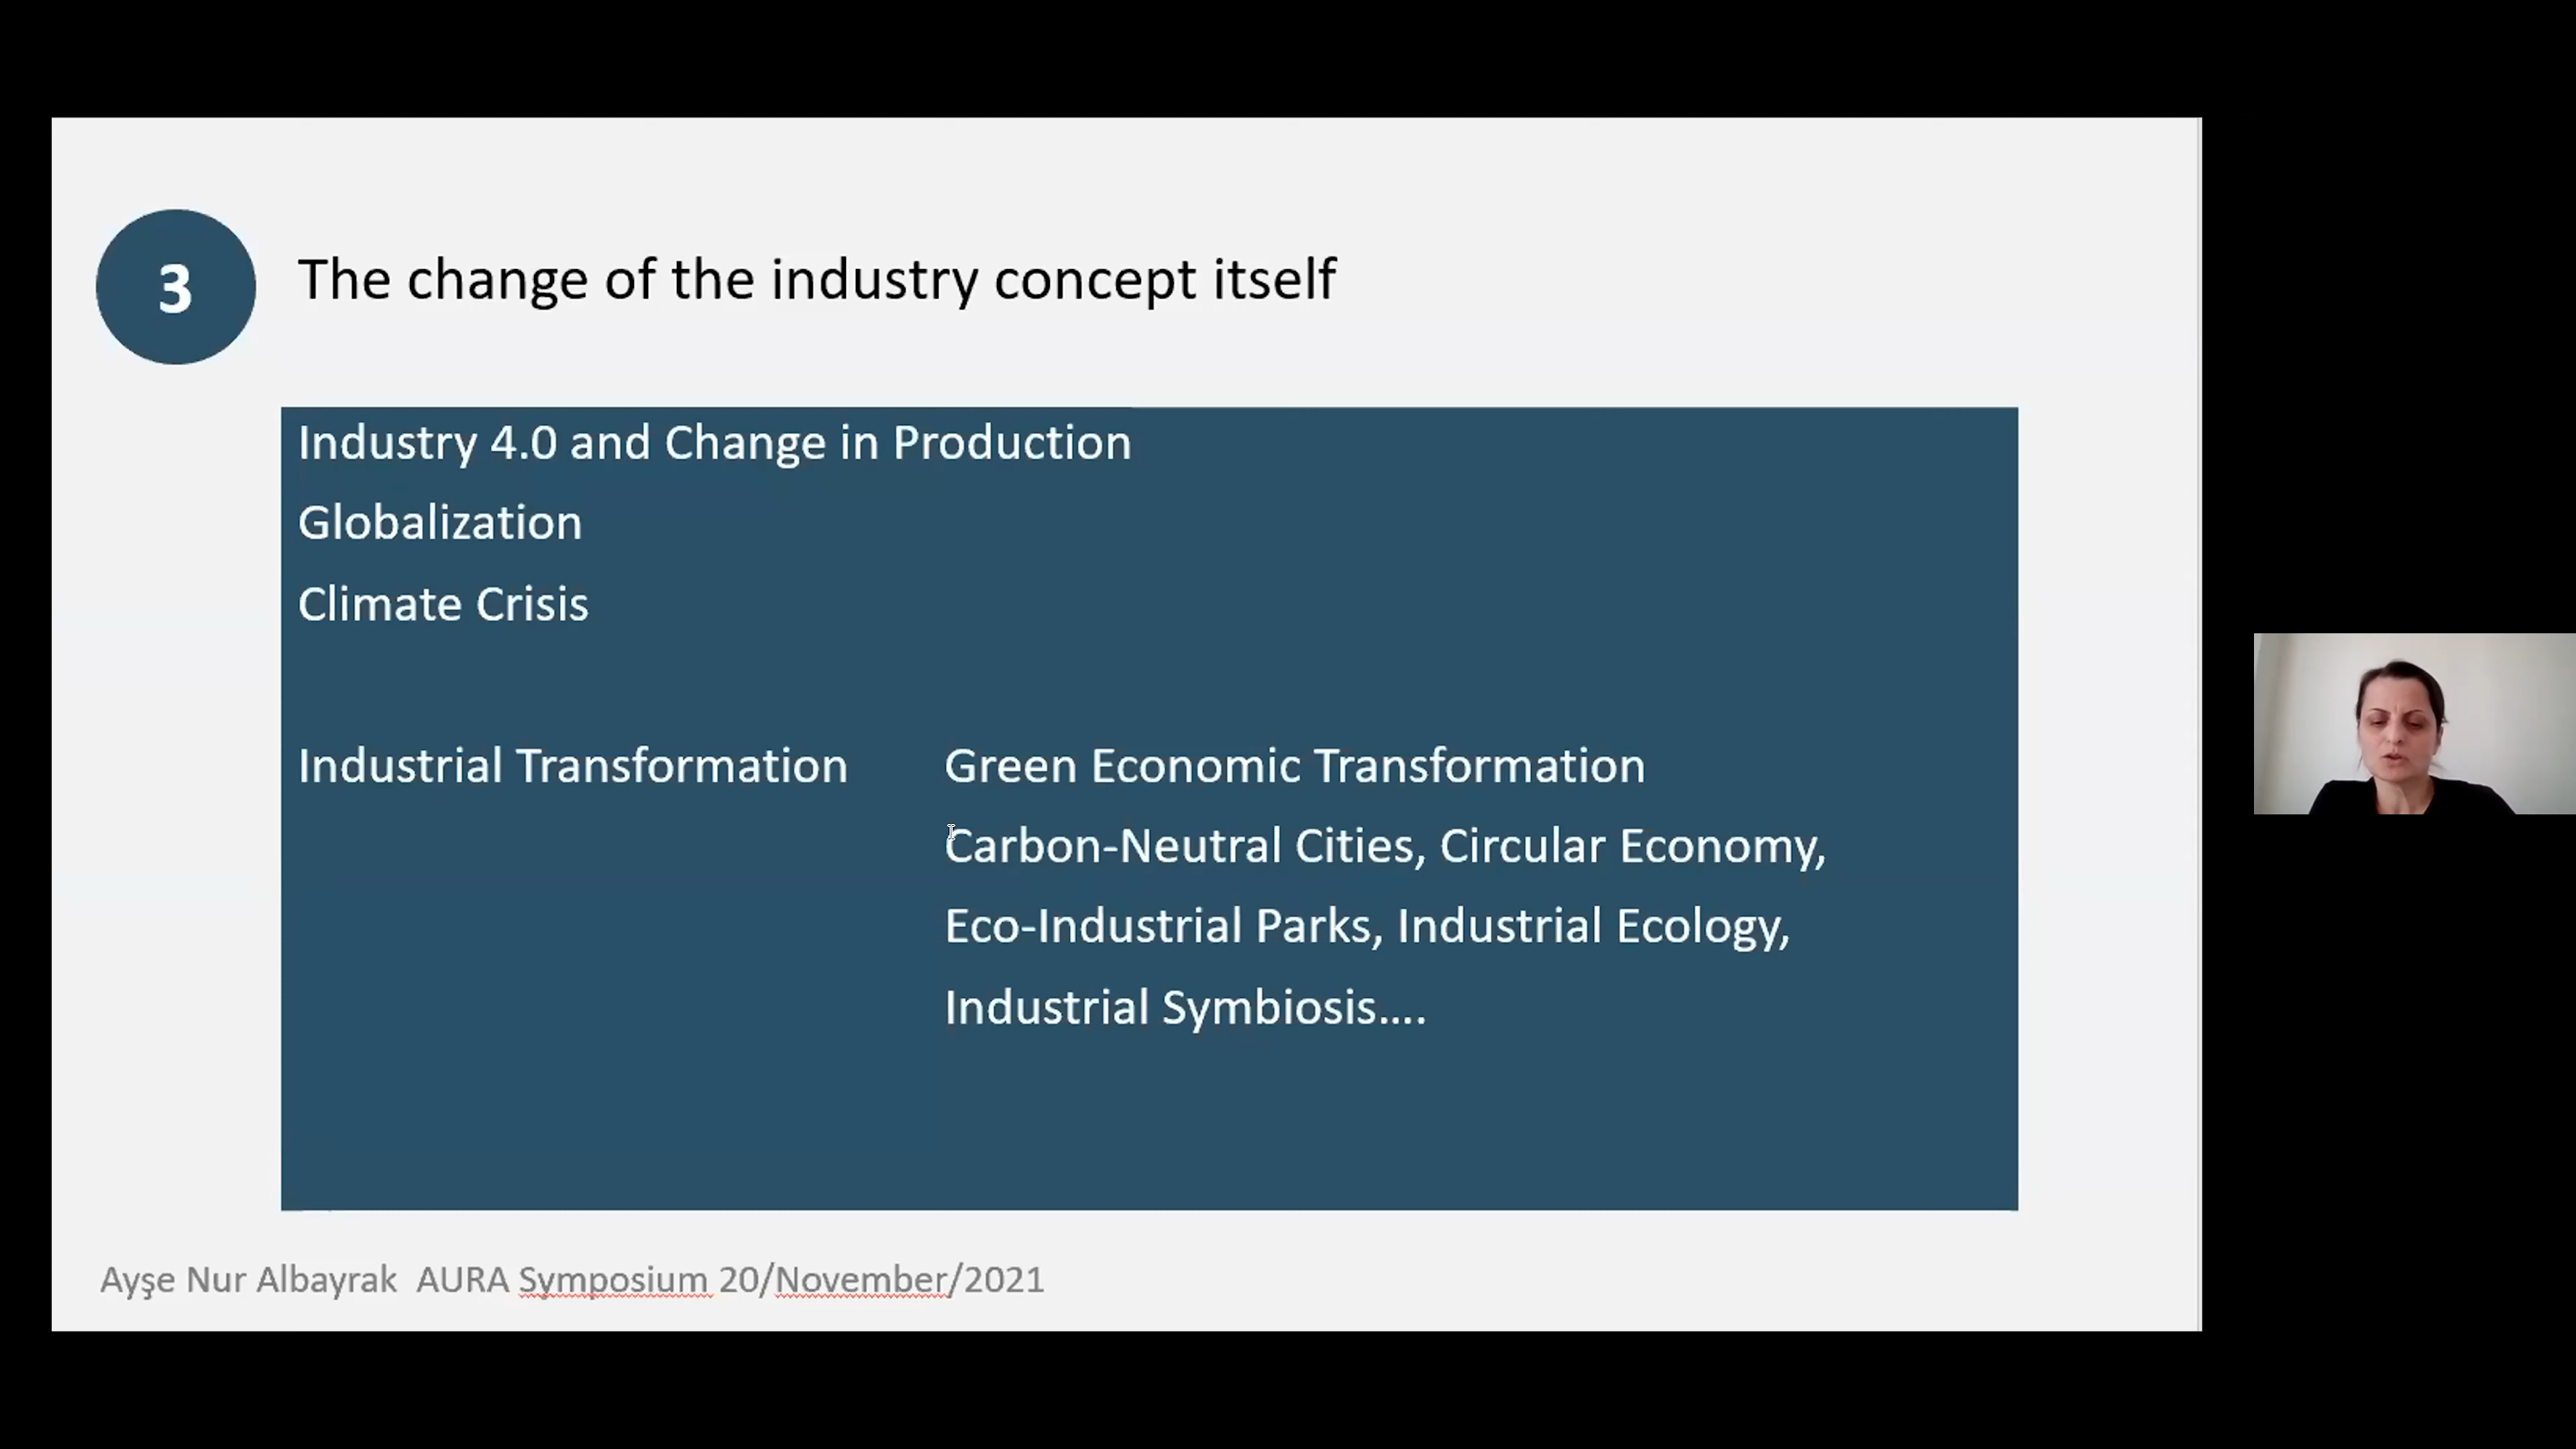 3
The change of the industry concept itself
Industry 4.0 and Change in Production
Globalization
Climate Crisis
Industrial Transformation
Green Economic Transformation
Carbon-Neutral Cities, Circular Economy,
Eco-Industrial Parks, Industrial Ecology,
Industrial Symbiosis....
Ayşe Nur Albayrak  AURA Symposium 20/November/2021